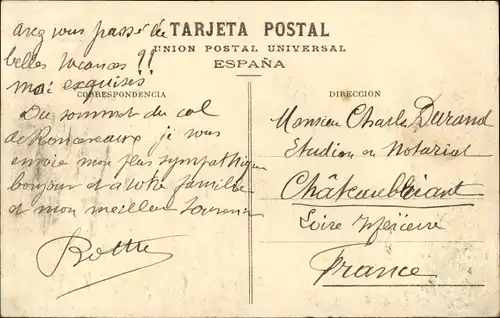 avez vous passé de
TARJETA POSTAL
UNION POSTAL UNIVERSAL
ESPAÑA
belles vacances !!
moi exquises
CORRESPONDENCIA
Du sommet du col
de Roncevaux je vous
envoie mon plus sympathique
bonjour et a votre famille
et mon meilleur souvenir
DIRECCION
Monsieur Charles Durand
Etudian en Notariat
Châteaubriant
Loire Inférieure
France